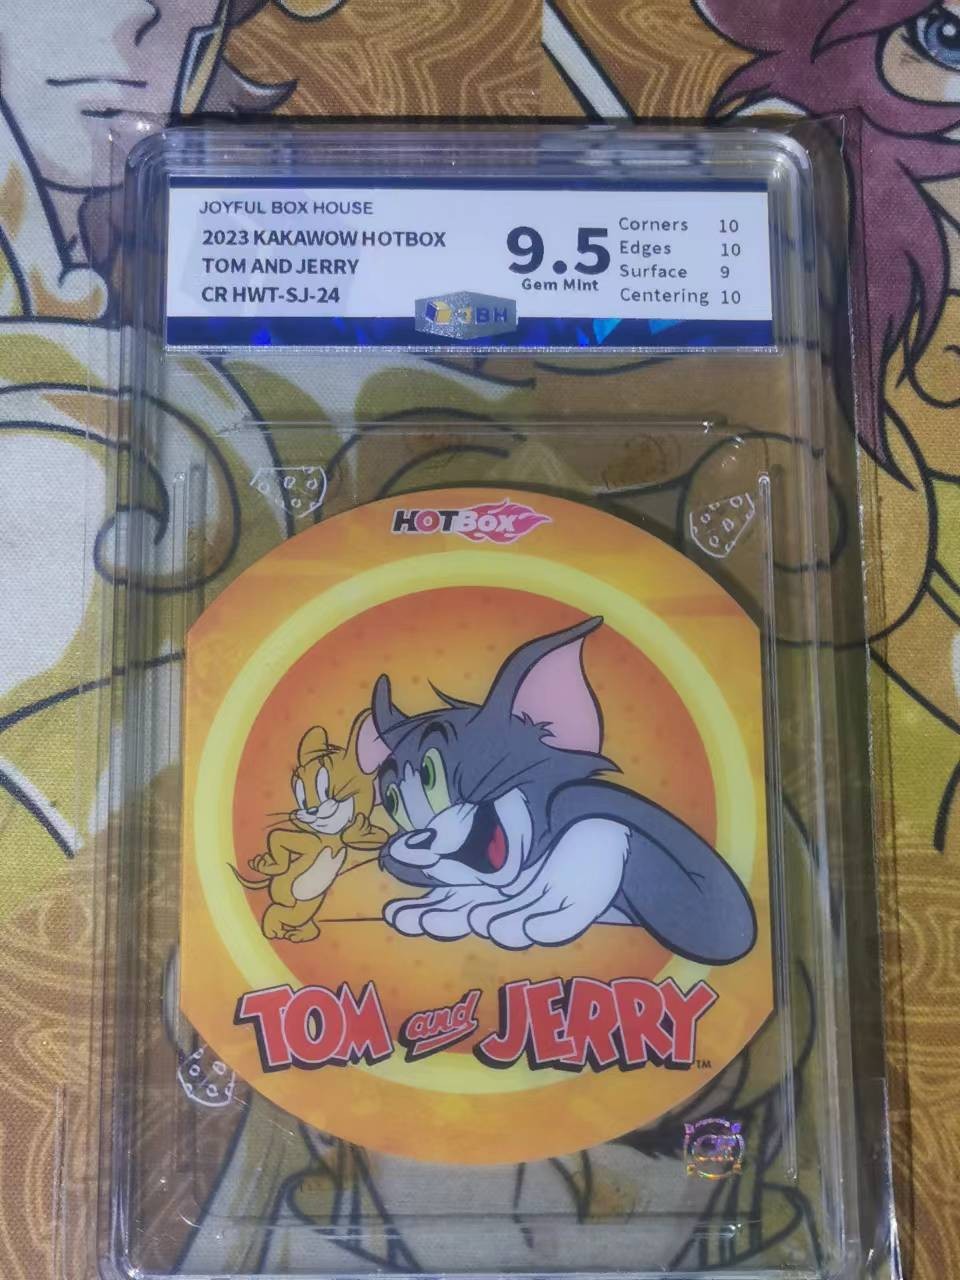 JOYFUL BOX HOUSE
2023 KAKAWOW HOTBOX
TOM AND JERRY
CR HWT-SJ-24
9.5
Gem Mint
Corners 10
Edges 10
Surface 9
Centering 10
JBH
HOTBOX
TOM and JERRY
TM
CR